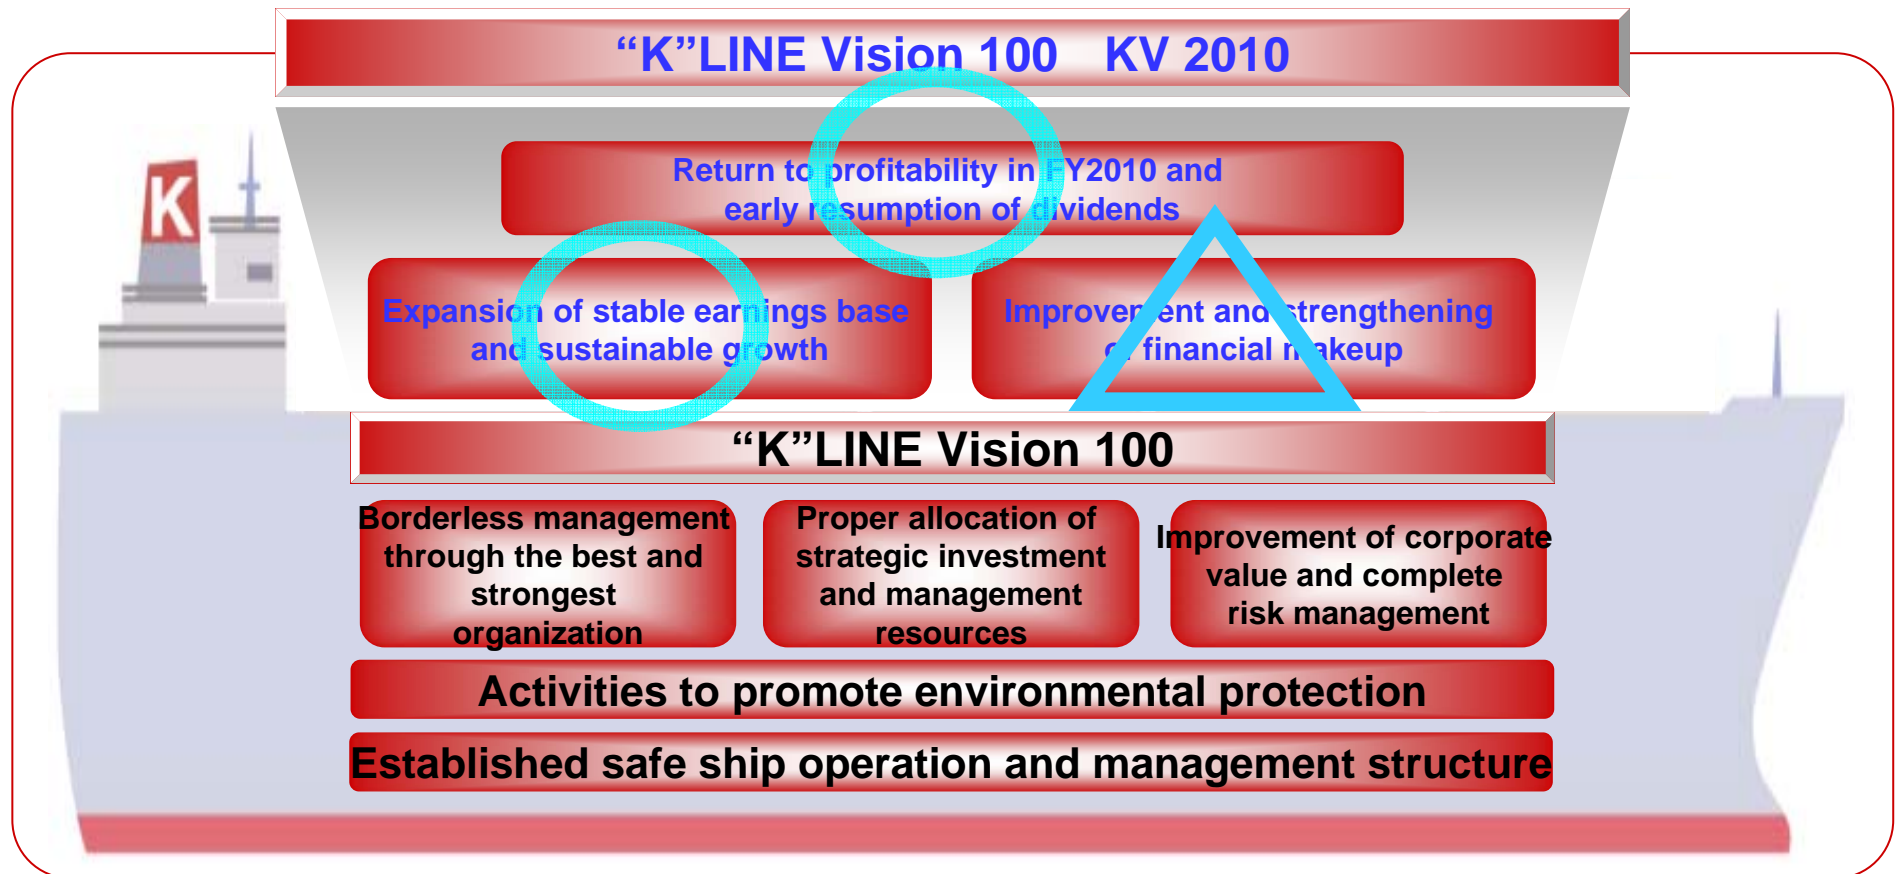 “K”LINE Vision 100 KV 2010
Return to profitability in FY2010 and
early resumption of dividends
Expansion of stable earnings base
and sustainable growth
Improvement and strengthening
of financial makeup
K
“K”LINE Vision 100
Borderless management
through the best and
strongest
organization
Proper allocation of
strategic investment
and management
resources
Improvement of corporate
value and complete
risk management
Activities to promote environmental protection
Established safe ship operation and management structure